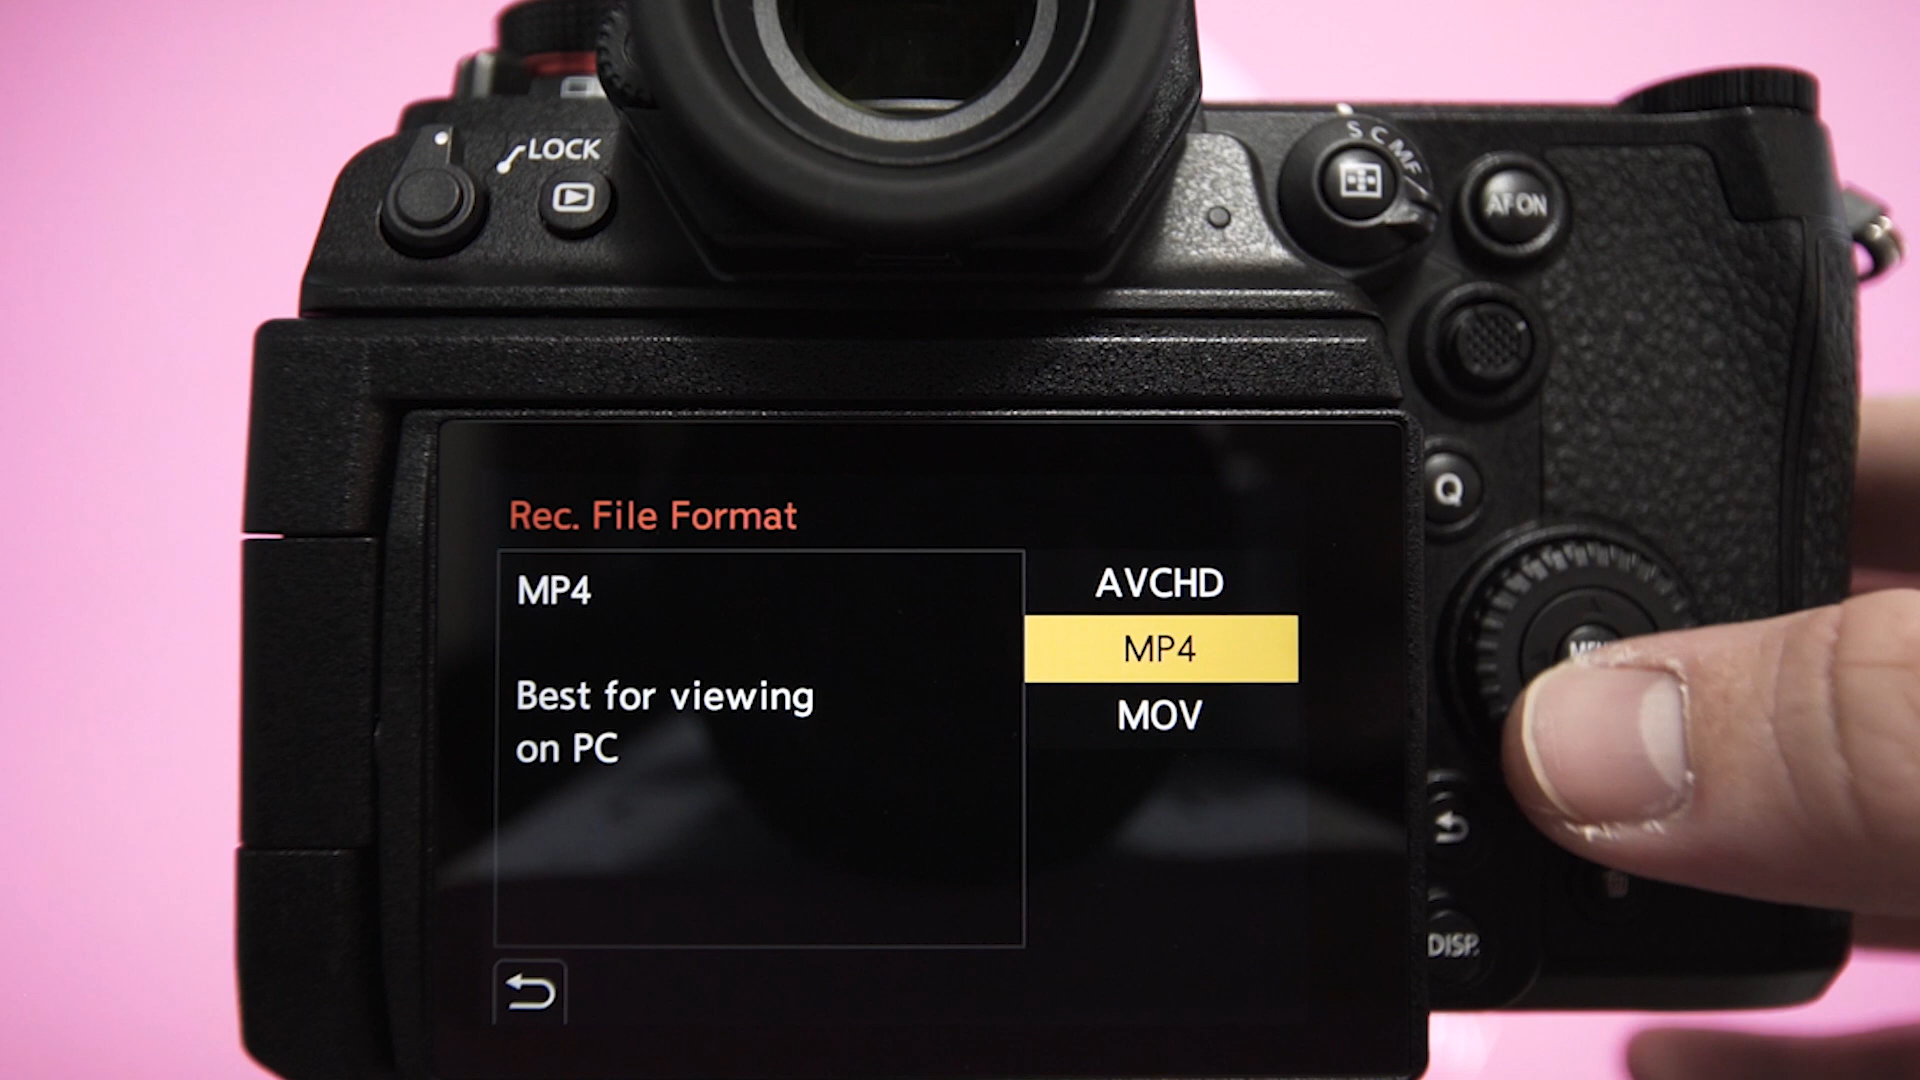 LOCK
S C MF
AF ON
Q
Rec. File Format
MP4
Best for viewing
on PC
AVCHD
MP4
MOV
DISP.